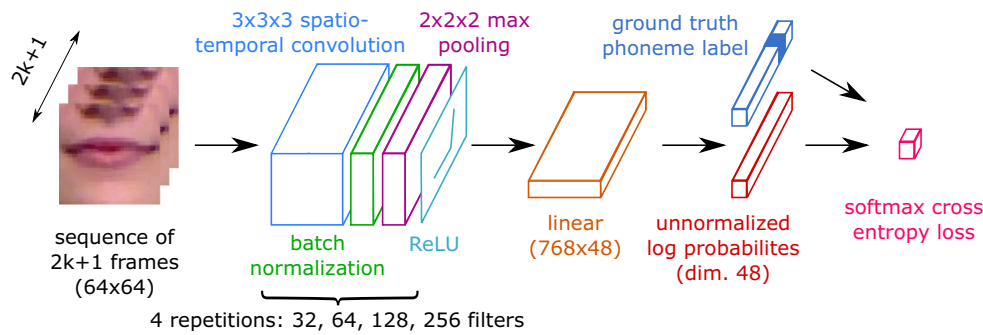 2k+1
sequence of
2k+1 frames
(64x64)
3x3x3 spatio-
temporal convolution
2x2x2 max
pooling
batch
normalization
ReLU
4 repetitions: 32, 64, 128, 256 filters
linear
(768x48)
ground truth
phoneme label
unnormalized
log probabilites
(dim. 48)
softmax cross
entropy loss